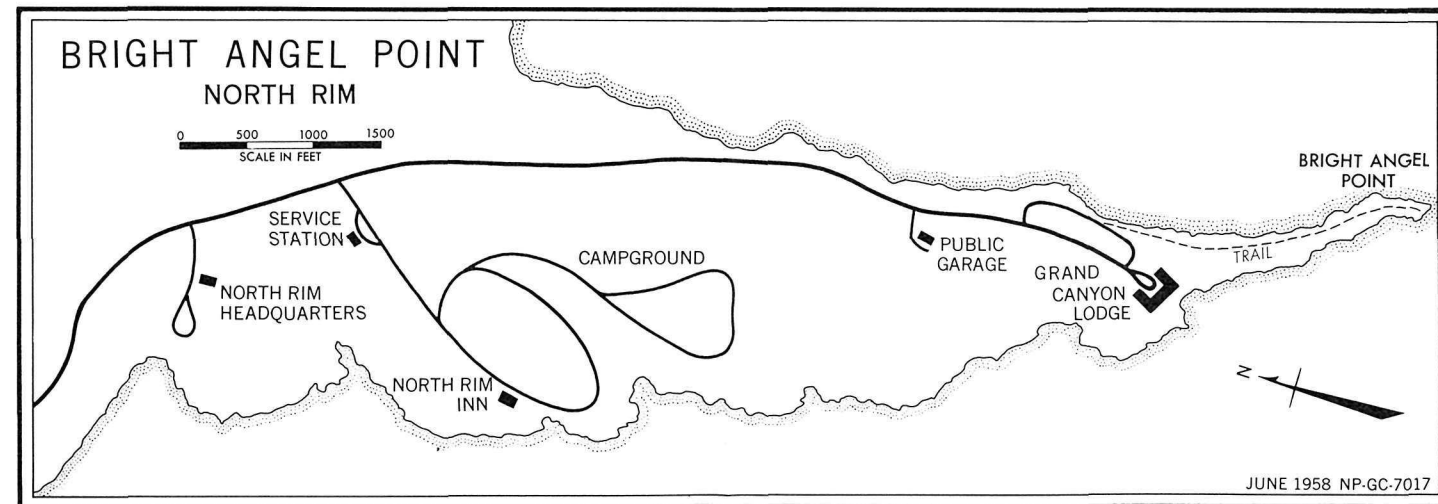 BRIGHT ANGEL POINT
NORTH RIM
0 500 1000 1500
SCALE IN FEET
BRIGHT ANGEL
POINT
SERVICE
STATION
CAMPGROUND
PUBLIC
GARAGE
TRAIL
GRAND
CANYON
LODGE
NORTH RIM
HEADQUARTERS
NORTH RIM
INN
N
JUNE 1958 NP-GC-7017